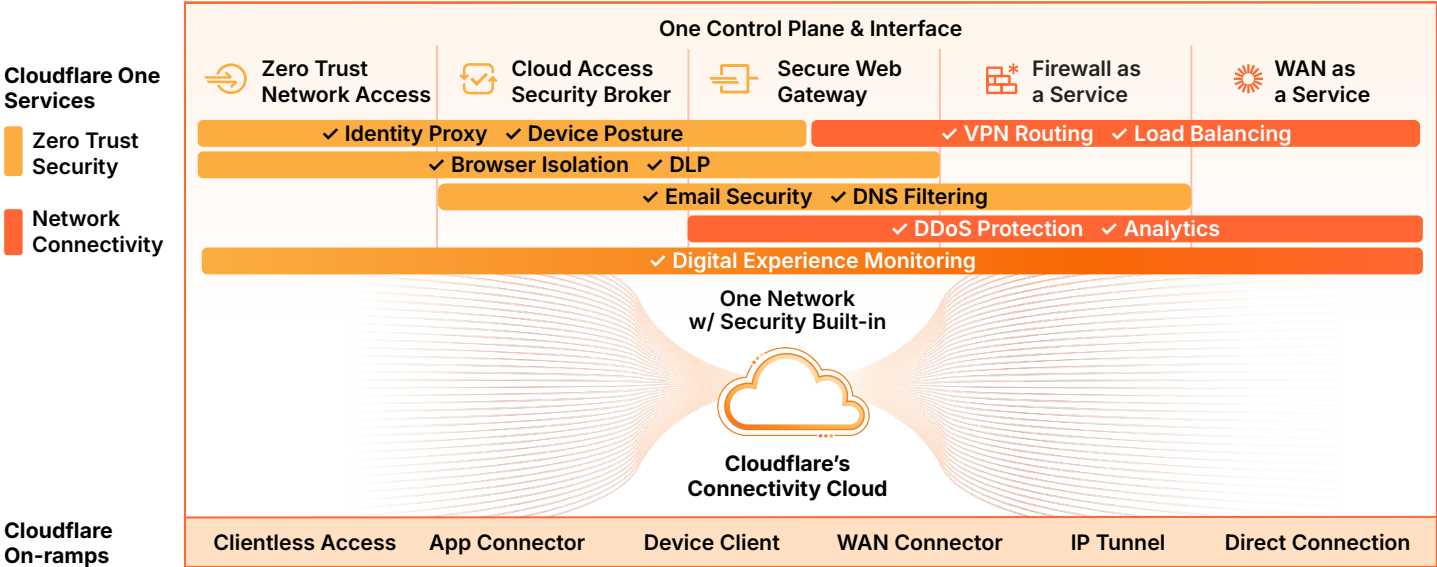 One Control Plane & Interface
Cloudflare One
Services
Zero Trust
Security
Network
Connectivity
Zero Trust
Network Access
Cloud Access
Security Broker
Secure Web
Gateway
Firewall as
a Service
WAN as
a Service
✓ Identity Proxy ✓ Device Posture
✓ VPN Routing ✓ Load Balancing
✓ Browser Isolation ✓ DLP
✓ Email Security ✓ DNS Filtering
✓ DDoS Protection ✓ Analytics
✓ Digital Experience Monitoring
One Network
w/ Security Built-in
Cloudflare’s
Connectivity Cloud
Cloudflare
On-ramps
Clientless Access
App Connector
Device Client
WAN Connector
IP Tunnel
Direct Connection